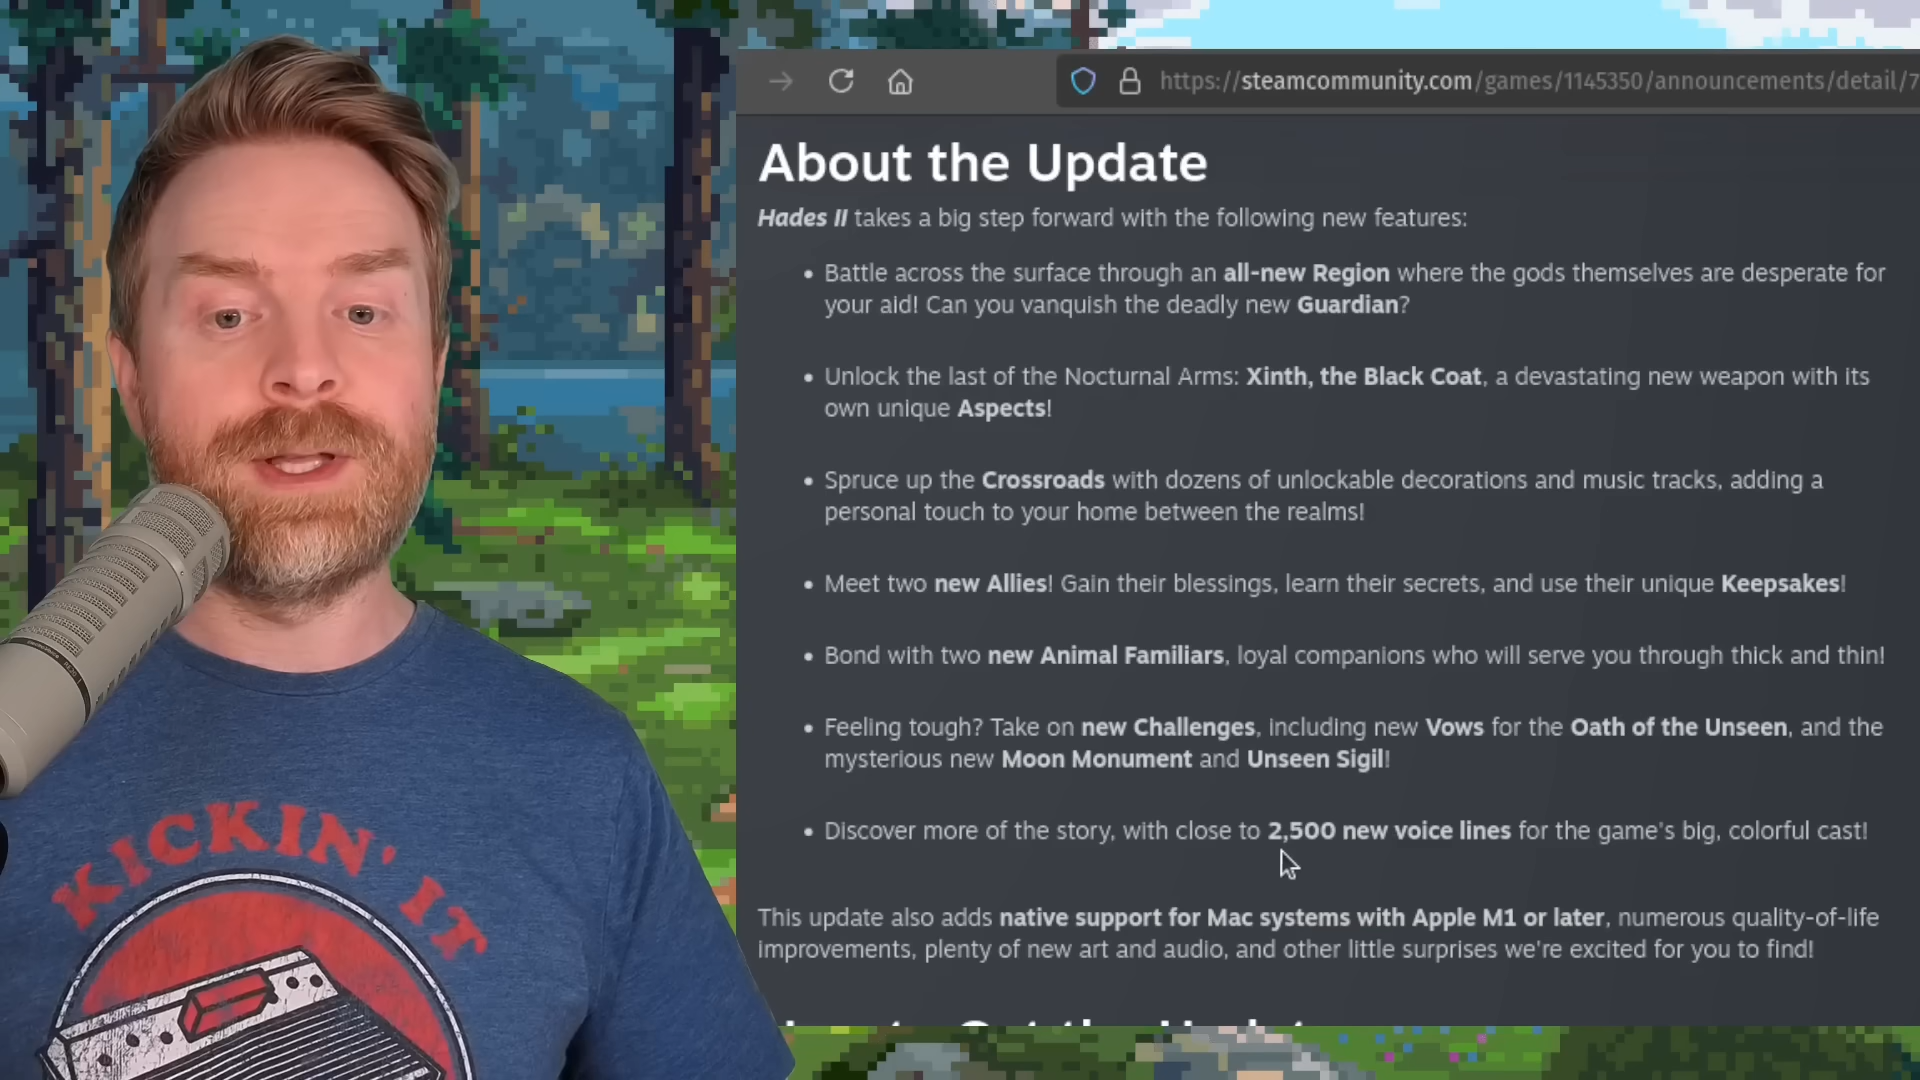 https://steamcommunity.com/games/1145350/announcements/detail/7
About the Update
Hades II takes a big step forward with the following new features:
• Battle across the surface through an all-new Region where the gods themselves are desperate for
your aid! Can you vanquish the deadly new Guardian?
• Unlock the last of the Nocturnal Arms: Xinth, the Black Coat, a devastating new weapon with its
own unique Aspects!
• Spruce up the Crossroads with dozens of unlockable decorations and music tracks, adding a
personal touch to your home between the realms!
• Meet two new Allies! Gain their blessings, learn their secrets, and use their unique Keepsakes!
• Bond with two new Animal Familiars, loyal companions who will serve you through thick and thin!
• Feeling tough? Take on new Challenges, including new Vows for the Oath of the Unseen, and the
mysterious new Moon Monument and Unseen Sigil!
• Discover more of the story, with close to 2,500 new voice lines for the game's big, colorful cast!
This update also adds native support for Mac systems with Apple M1 or later, numerous quality-of-life
improvements, plenty of new art and audio, and other little surprises we're excited for you to find!
KICKIN' IT